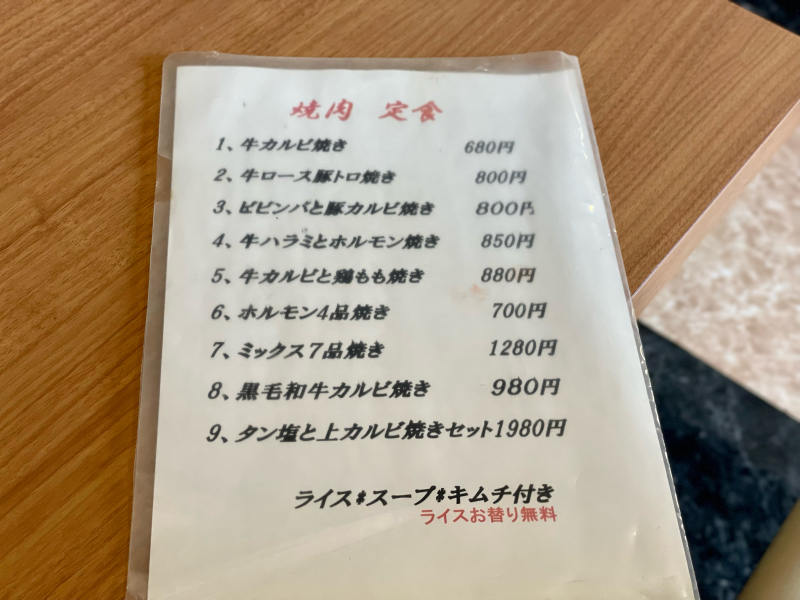 焼肉 定食
1、牛カルビ焼き 680円
2、牛ロース豚トロ焼き 800円
3、ビビンバと豚カルビ焼き 800円
4、牛ハラミとホルモン焼き 850円
5、牛カルビと鶏もも焼き 880円
6、ホルモン4品焼き 700円
7、ミックス7品焼き 1280円
8、黒毛和牛カルビ焼き 980円
9、タン塩と上カルビ焼きセット1980円
ライス*スープ*キムチ付き
ライスお替り無料